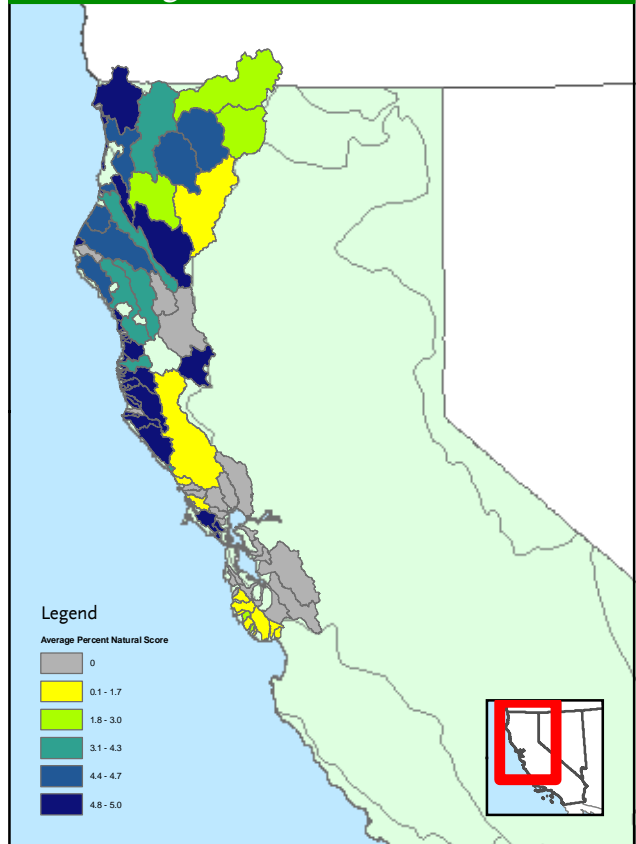 Legend
Average Percent Natural Score
0
0.1 - 1.7
1.8 - 3.0
3.1 - 4.3
4.4 - 4.7
4.8 - 5.0